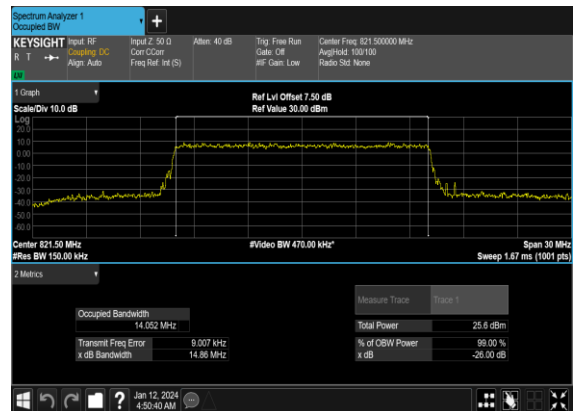 Spectrum Analyzer 1
Occupied BW
KEYSIGHT Input: RF Input Z: 50 Ω Atten: 40 dB Trig: Free Run Center Freq: 821.500000 MHz
R T Coupling: DC Corr CCorr Gate: Off Avg|Hold: 100/100
Align: Auto Freq Ref: Int (S) #IF Gain: Low Radio Std: None
LW
1 Graph Ref Lvl Offset 7.50 dB
Scale/Div 10.0 dB Ref Value 30.00 dBm
Log
20.0
10.0
0.00
-10.0
-20.0
-30.0
-40.0
-50.0
-60.0
Center 821.50 MHz #Video BW 470.00 kHz* Span 30 MHz
#Res BW 150.00 kHz Sweep 1.67 ms (1001 pts)
2 Metrics
Measure Trace Trace 1
Occupied Bandwidth
14.052 MHz Total Power 25.6 dBm
Transmit Freq Error 9.007 kHz % of OBW Power 99.00 %
x dB Bandwidth 14.86 MHz x dB -26.00 dB
? Jan 12, 2024
4:50:40 AM